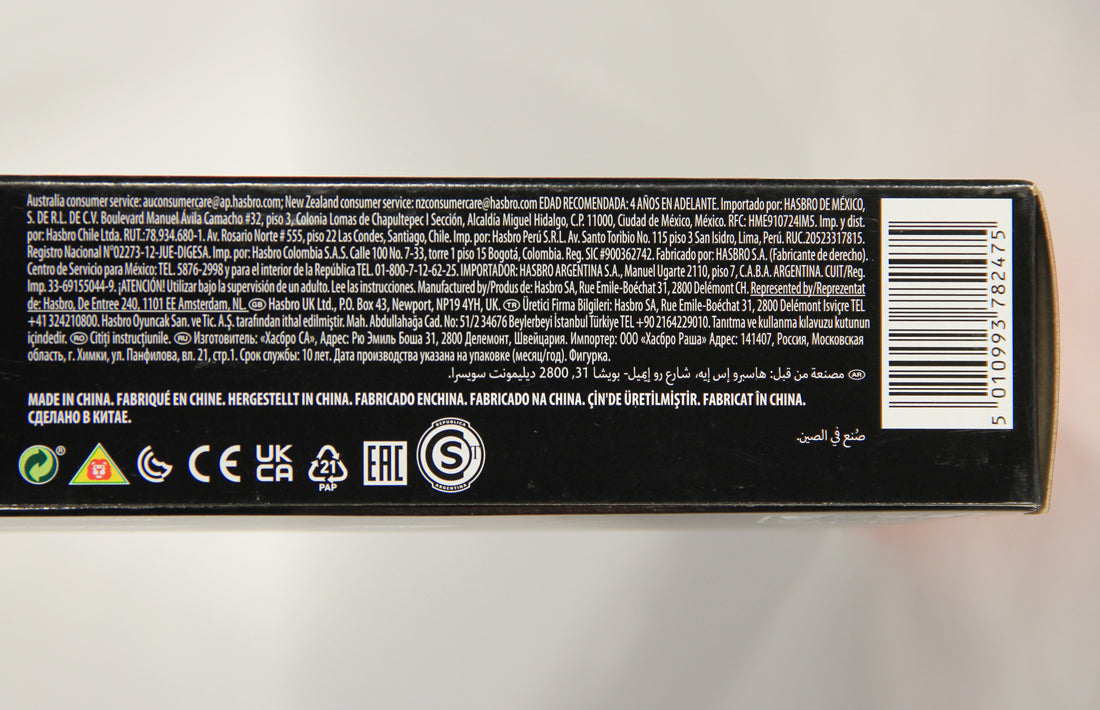 Australia consumer service: auconsumercare@ap.hasbro.com; New Zealand consumer service: nzconsumercare@hasbro.com EDAD RECOMENDADA: 4 AÑOS EN ADELANTE. Importado por: HASBRO DE MÉXICO,
S. DE R.L. DE C.V. Boulevard Manuel Ávila Camacho #32, piso 3, Colonia Lomas de Chapultepec I Sección, Alcaldía Miguel Hidalgo, C.P. 11000, Ciudad de México, México. RFC: HME910724IM5. Imp. y dist.
por: Hasbro Chile Ltda. RUT.:78.934.680-1. Av. Rosario Norte # 555, piso 22 Las Condes, Santiago, Chile. Imp. por: Hasbro Perú S.R.L. Av. Santo Toribio No. 115 piso 3 San Isidro, Lima, Perú. RUC. 20523317815.
Registro Nacional N°02273-12-JUE-DIGESA. Imp. por: Hasbro Colombia S.A.S. Calle 100 No. 7-33, torre 1 piso 15 Bogotá, Colombia. Reg. SIC #900362742. Fabricado por: HASBRO S.A. (Fabricante de derecho).
Centro de Servicio para México: TEL. 5876-2998 y para el interior de la República TEL. 01-800-7-12-62-25. IMPORTADOR: HASBRO ARGENTINA S.A., Manuel Ugarte 2110, piso 7, C.A.B.A. ARGENTINA. CUIT/Reg.
Imp. 33-69155044-9. ¡ATENCIÓN! Utilizar bajo la supervisión de un adulto. Lee las instrucciones. Manufactured by/Produs de: Hasbro SA, Rue Emile-Boéchat 31, 2800 Delémont CH. Represented by/Reprezentat
de: Hasbro, De Entree 240, 1101 EE Amsterdam, NL. GB Hasbro UK Ltd., P.O. Box 43, Newport, NP19 4YH, UK. TR Üretici Firma Bilgileri: Hasbro SA, Rue Emile-Boéchat 31, 2800 Delémont İsviçre TEL
+41 324210800. Hasbro Oyuncak San. ve Tic. A.Ş. tarafından ithal edilmiştir. Mah. Abdullahağa Cad. No: 51/2 34676 Beylerbeyi İstanbul Türkiye TEL +90 2164229010. Tanıtma ve kullanma kılavuzu kutunun
içindedir. RO Citiți instrucțiunile. RU Изготовитель: «Хасбро СА», Адрес: Рю Эмиль Боша 31, 2800 Делемонт, Швейцария. Импортер: ООО «Хасбро Раша» Адрес: 141407, Россия, Московская
область, г. Химки, ул. Панфилова, вл. 21, стр.1. Срок службы: 10 лет. Дата производства указана на упаковке (месяц/год). Фигурка.
AR مصنعة من قبل: هاسبرو إس إيه، شارع رو إيميل- بويشا 31, 2800 ديليمونت سويسرا.
MADE IN CHINA. FABRIQUÉ EN CHINE. HERGESTELLT IN CHINA. FABRICADO ENCHINA. FABRICADO NA CHINA. ÇİN'DE ÜRETİLMİŞTİR. FABRICAT ÎN CHINA.
СДЕЛАНО В КИТАЕ.
صُنع في الصين.
® CE UK CA 21 PAP EAC REPUBLICA S ARGENTINA
5 010993 782475